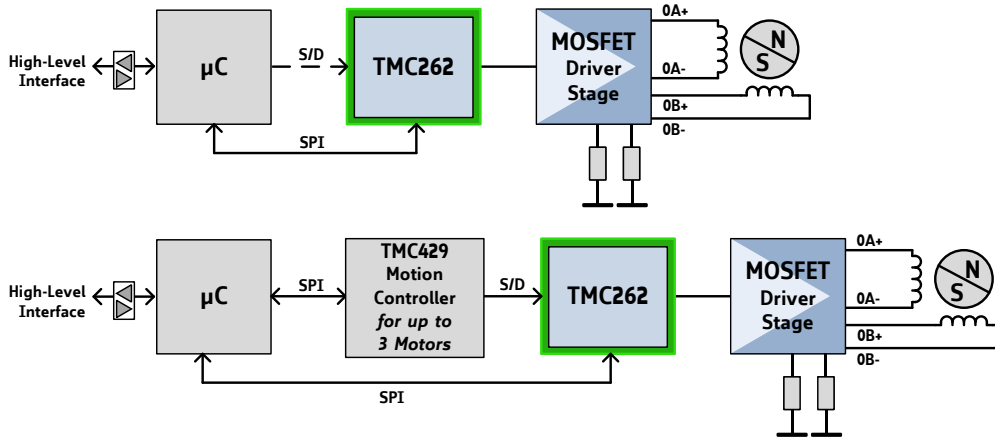 0A+
High-Level
Interface
µC
S/D
TMC262
MOSFET
Driver
Stage
0A-
0B+
0B-
N
S
SPI
High-Level
Interface
µC
SPI
TMC429
Motion
Controller
for up to
3 Motors
S/D
TMC262
MOSFET
Driver
Stage
0A+
0A-
0B+
0B-
N
S
SPI